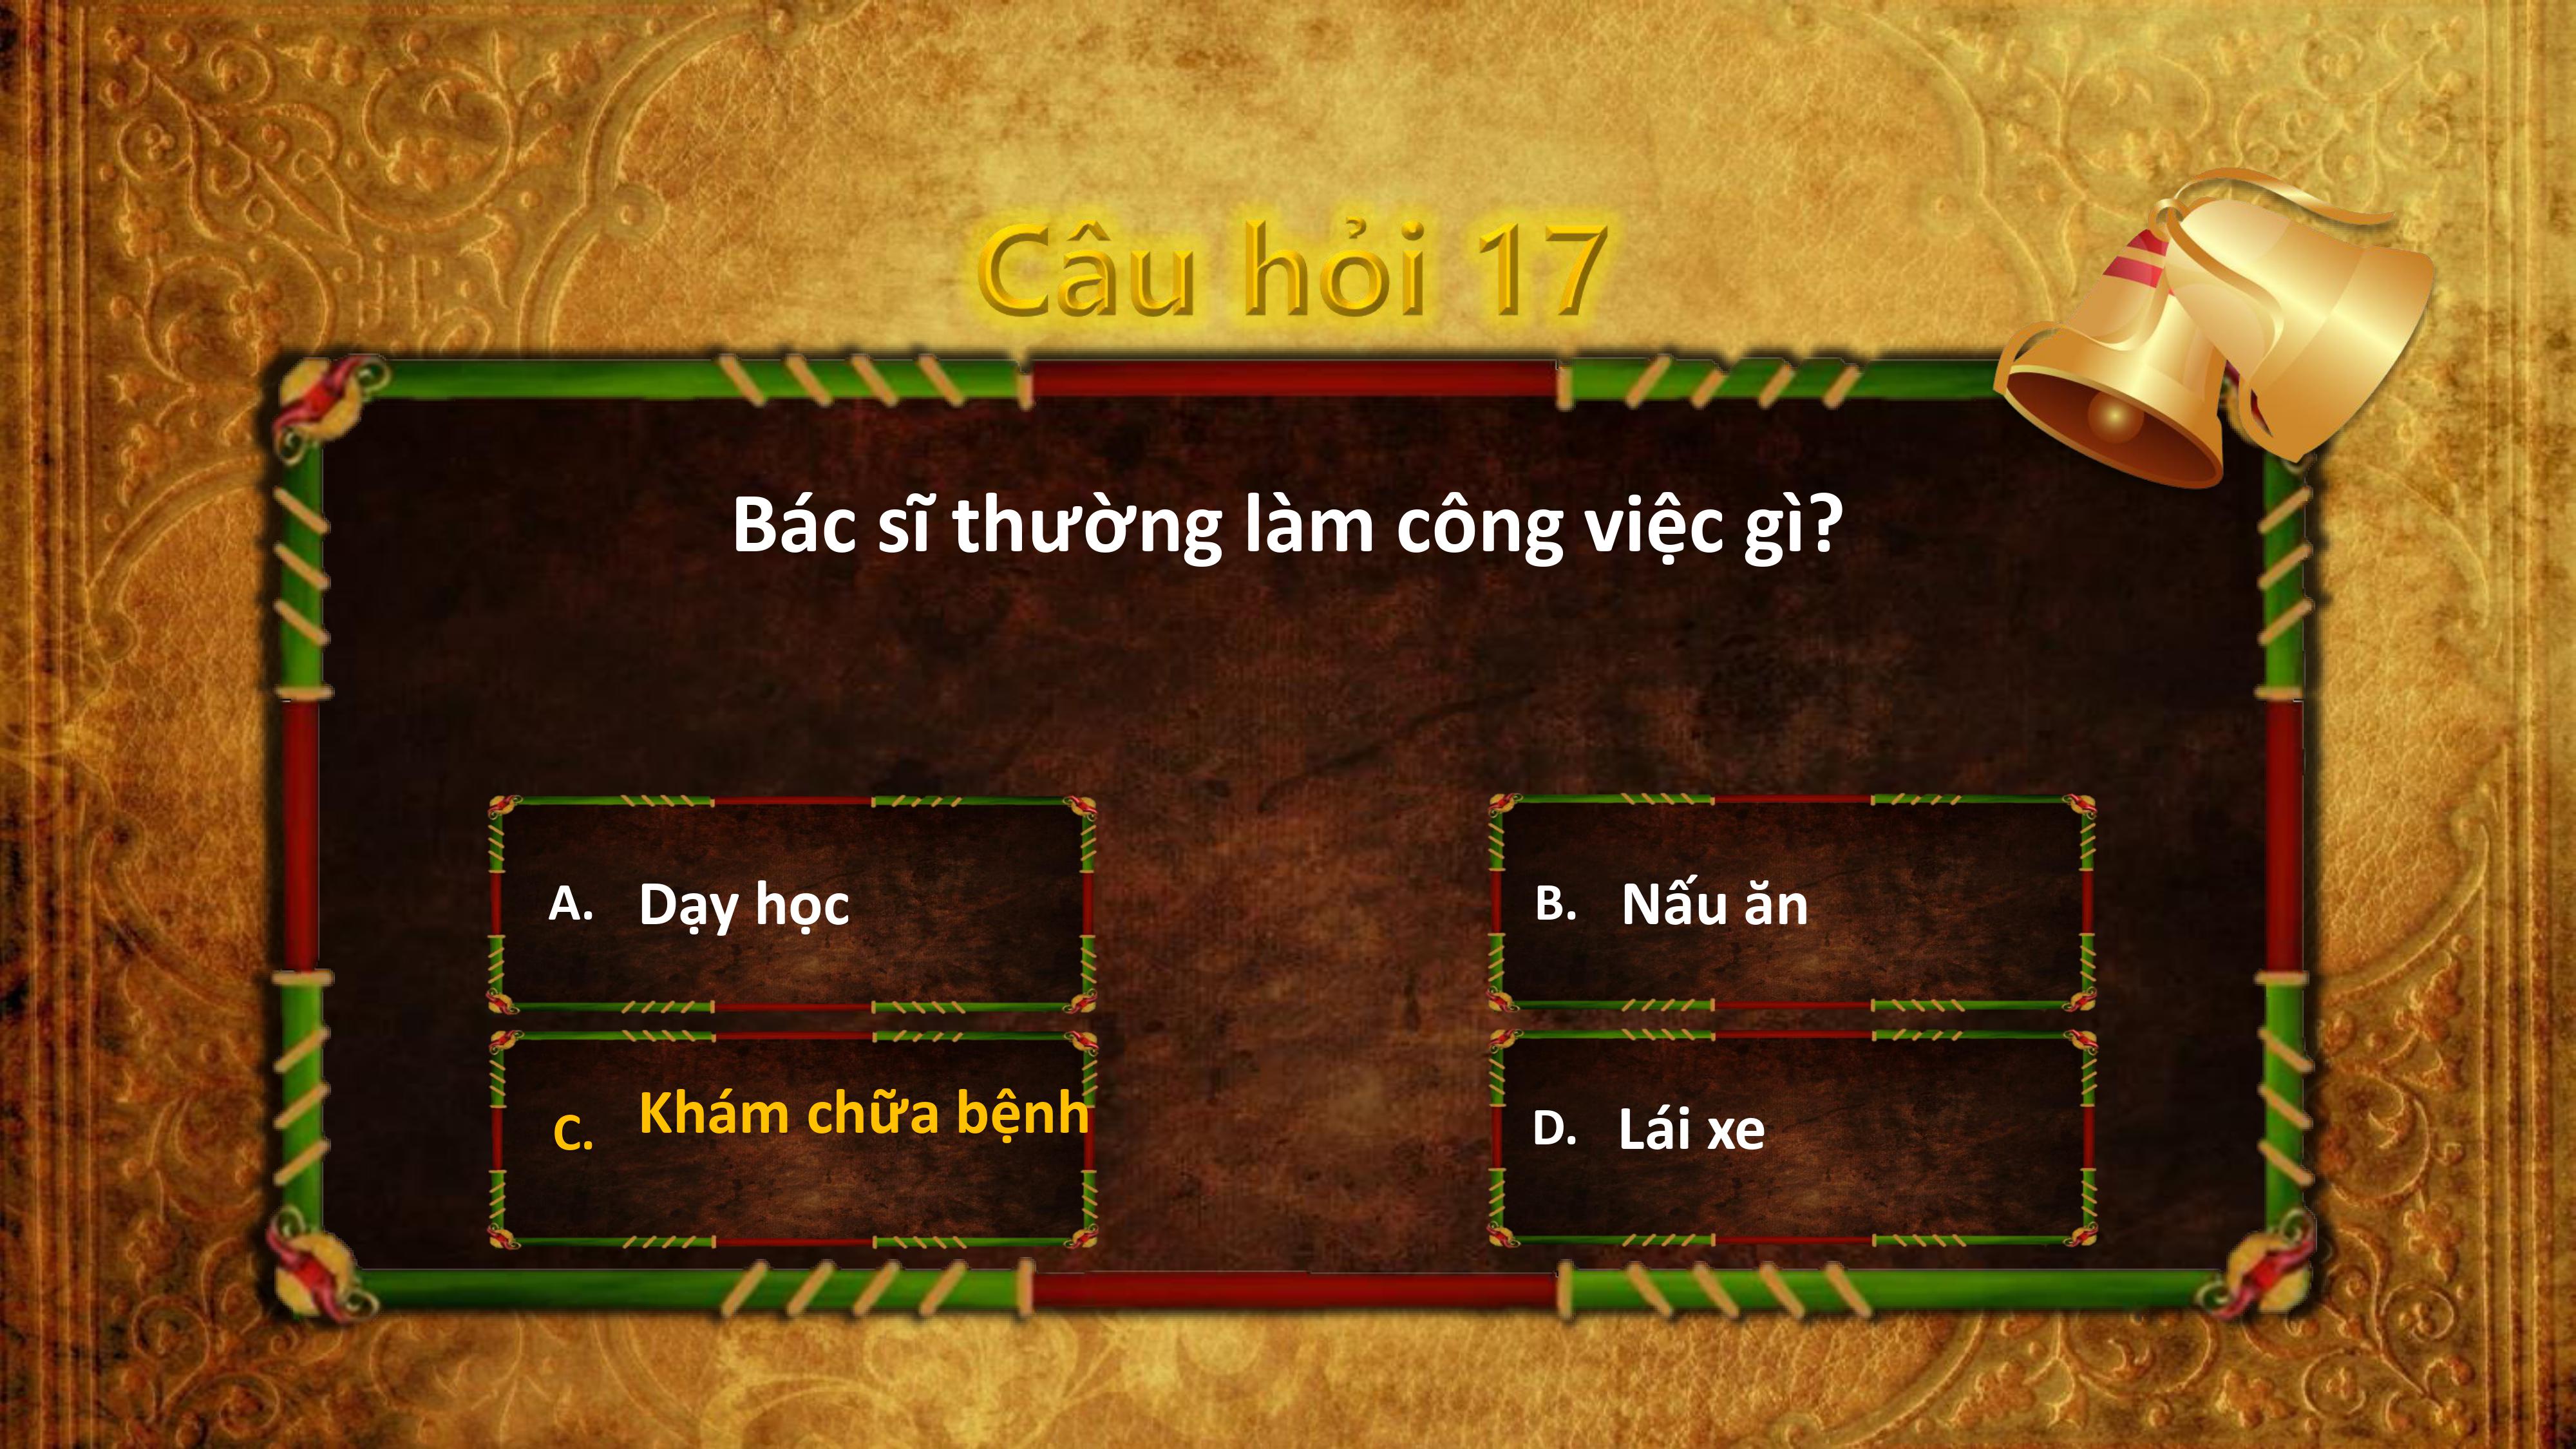 Câu hỏi 17
Bác sĩ thường làm công việc gì?
A. Dạy học
B. Nấu ăn
C. Khám chữa bệnh
D. Lái xe